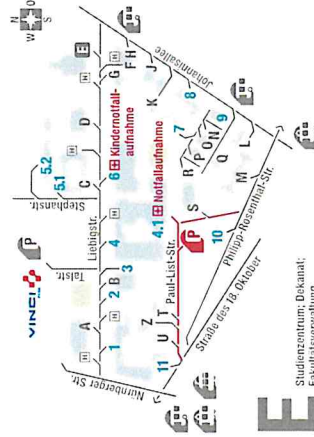 N
W
O
S
VINCI
P
Nürnberger Str.
Talstr.
Stephanstr.
5.2
5.1
Liebigstr.
Johannisallee
H
A
H
B
H
C
H
D
H
G
E
F H
J
K
1
2
3
4
6 Kindernotfall-
aufnahme
4.1 Notfallaufnahme
8
7
9
R
P
O
N
Q
L
M
S
10
P
Paul-List-Str.
Philipp-Rosenthal-Str.
Straße des 18. Oktober
Z
U
T
11
E
Studienzentrum; Dekanat;
Fakultätsverwaltung